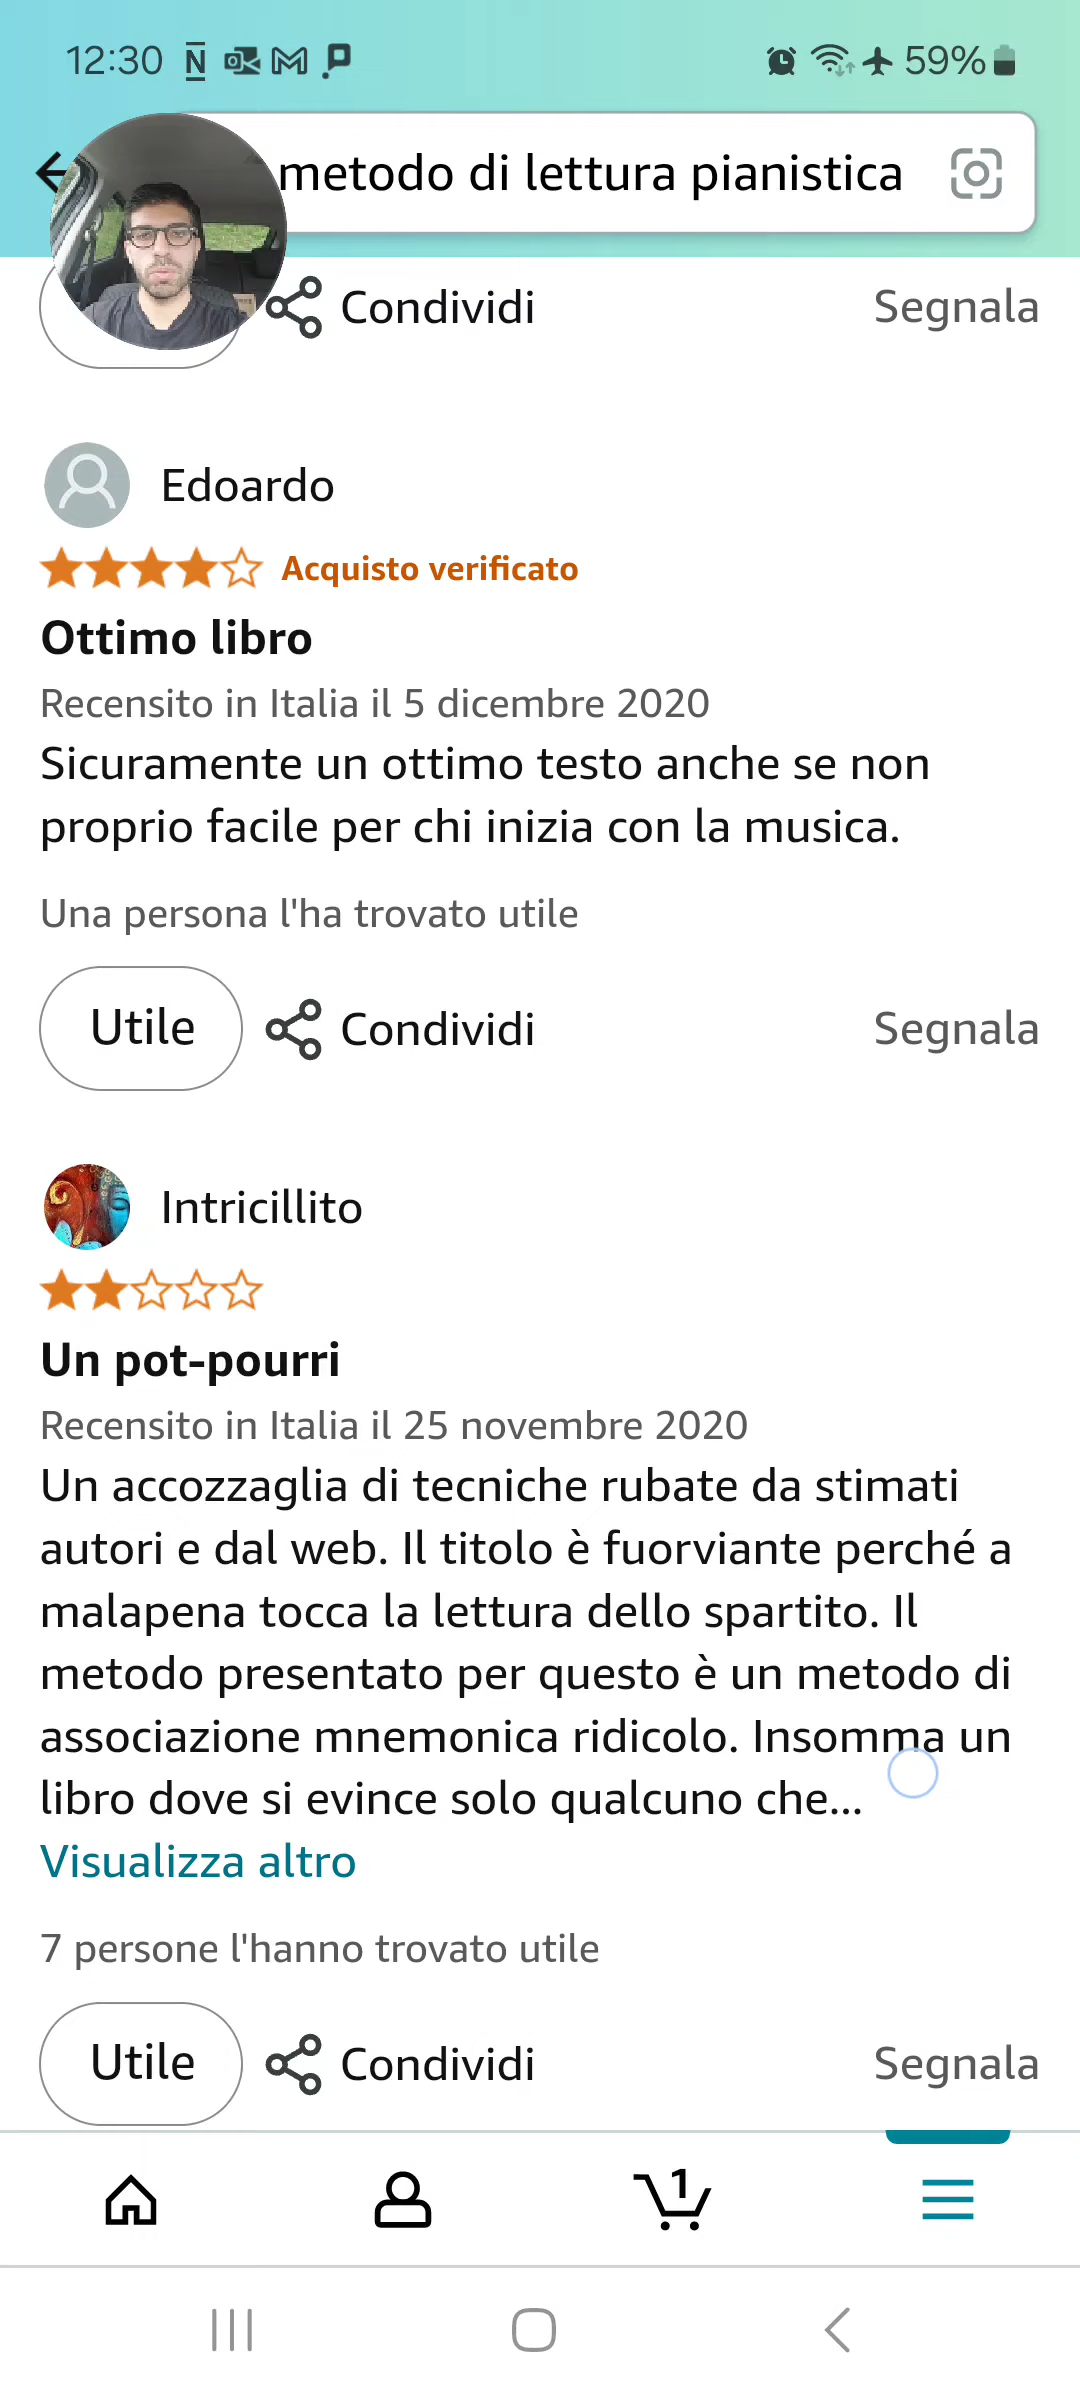 12:30 N 59%
metodo di lettura pianistica
Condividi Segnala
Edoardo
Acquisto verificato
Ottimo libro
Recensito in Italia il 5 dicembre 2020
Sicuramente un ottimo testo anche se non
proprio facile per chi inizia con la musica.
Una persona l'ha trovato utile
Utile Condividi Segnala
Intricillito
Un pot-pourri
Recensito in Italia il 25 novembre 2020
Un accozzaglia di tecniche rubate da stimati
autori e dal web. Il titolo è fuorviante perché a
malapena tocca la lettura dello spartito. Il
metodo presentato per questo è un metodo di
associazione mnemonica ridicolo. Insomma un
libro dove si evince solo qualcuno che...
Visualizza altro
7 persone l'hanno trovato utile
Utile Condividi Segnala
1